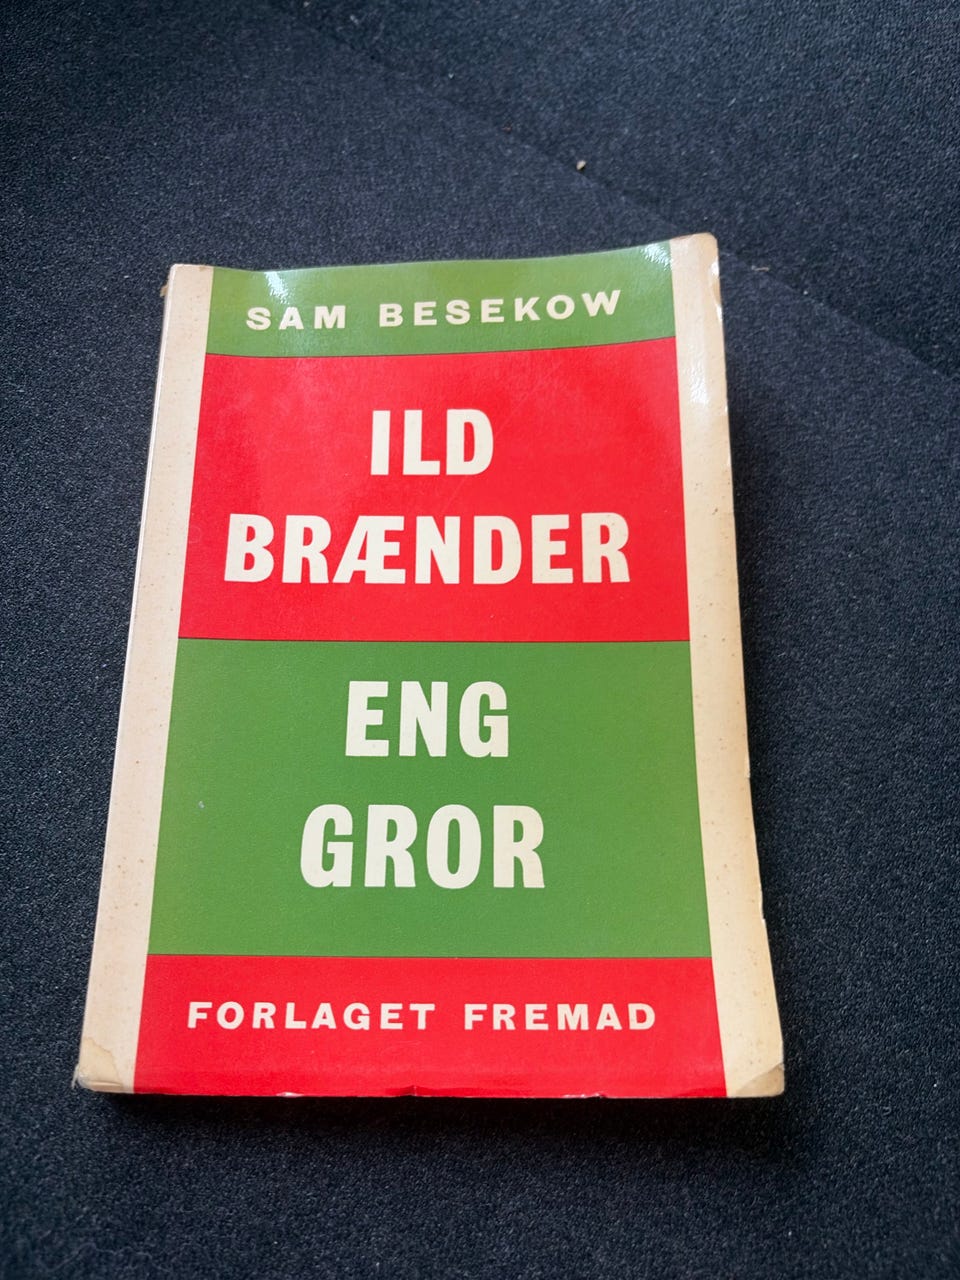 SAM BESEKOW
ILD
BRÆNDER
ENG
GROR
FORLAGET FREMAD